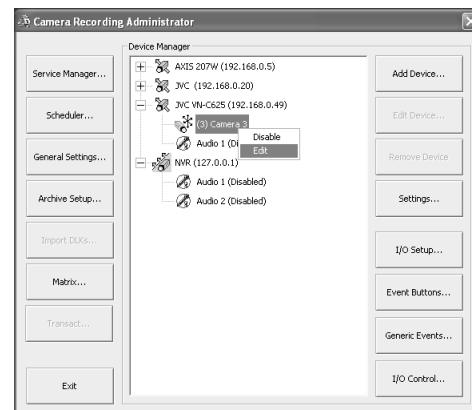 Camera Recording Administrator
Service Manager...
Scheduler...
General Settings...
Archive Setup...
Import DLKs...
Matrix...
Transact...
Exit
Device Manager
AXIS 207W (192.168.0.5)
JVC (192.168.0.20)
JVC VN-C625 (192.168.0.49)
(3) Camera 3
Audio 1 (Di
Disable
Edit
NVR (127.0.0.1)
Audio 1 (Disabled)
Audio 2 (Disabled)
Add Device...
Edit Device...
Remove Device
Settings...
I/O Setup...
Event Buttons...
Generic Events...
I/O Control...